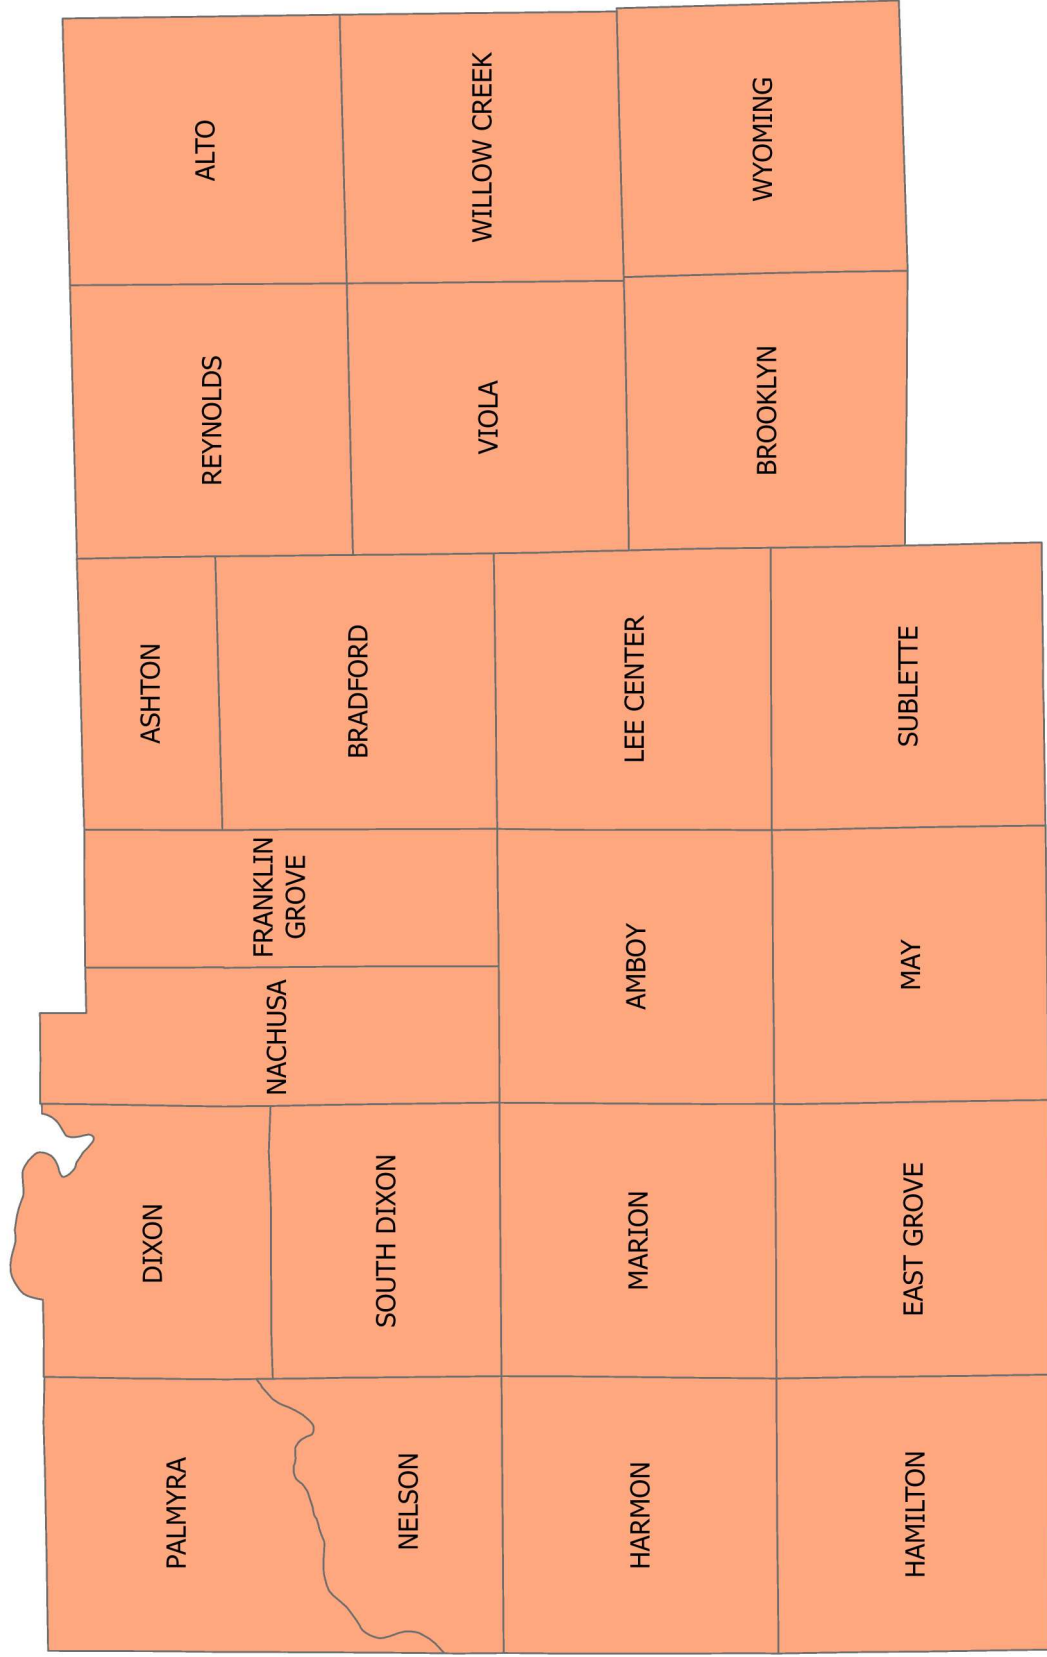 PALMYRA
DIXON
NACHUSA
FRANKLIN
GROVE
ASHTON
REYNOLDS
ALTO
NELSON
SOUTH DIXON
BRADFORD
VIOLA
WILLOW CREEK
HARMON
MARION
AMBOY
LEE CENTER
BROOKLYN
WYOMING
HAMILTON
EAST GROVE
MAY
SUBLETTE